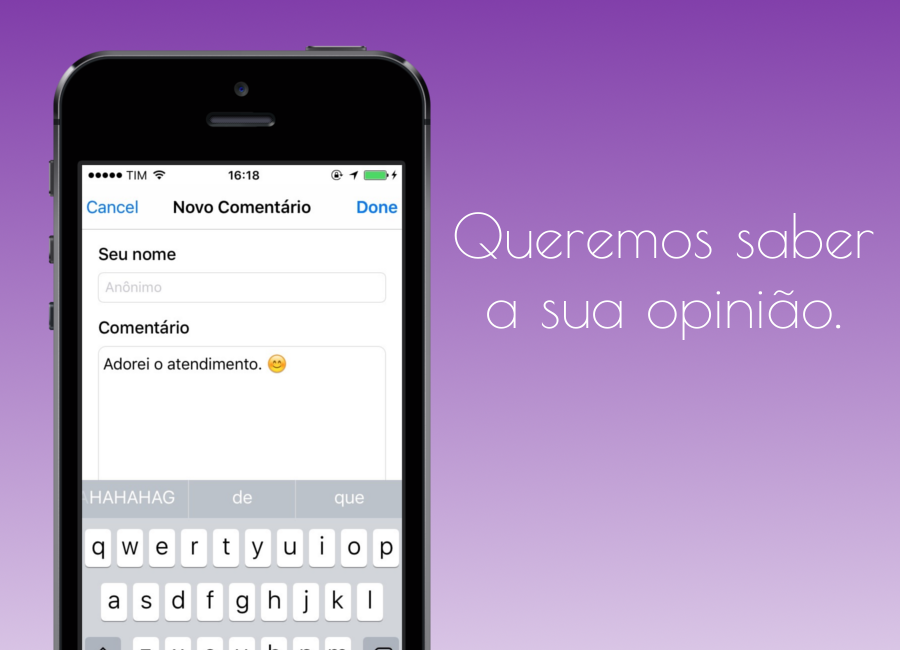 TIM 16:18
Cancel Novo Comentário Done
Seu nome
Anônimo
Comentário
Adorei o atendimento. 😊
Queremos saber
a sua opinião.
HAHAHAG de que
q w e r t y u i o p
a s d f g h j k l
z x c v b n m